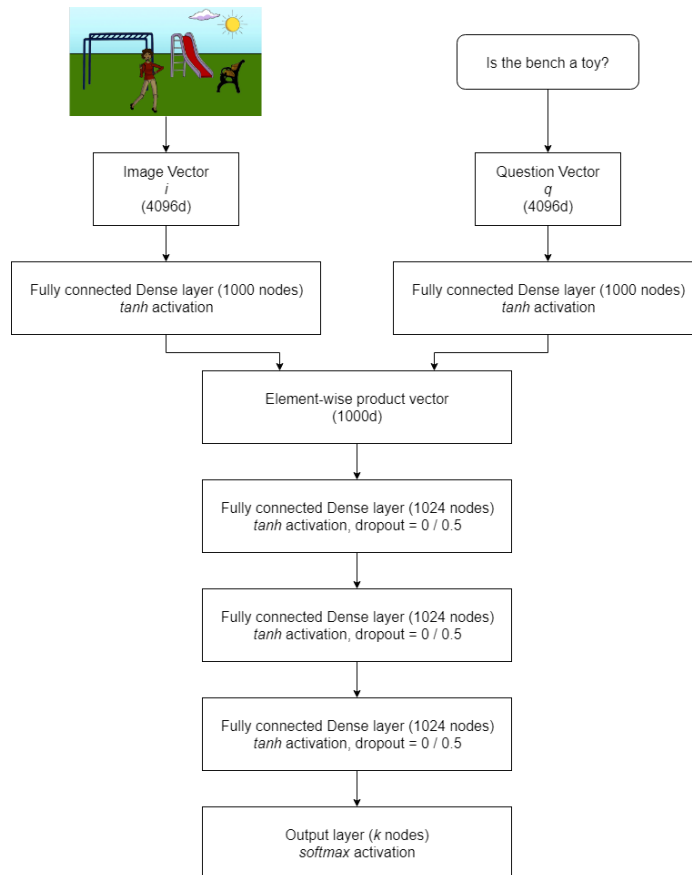 Is the bench a toy?
Image Vector
i
(4096d)
Question Vector
q
(4096d)
Fully connected Dense layer (1000 nodes)
tanh activation
Fully connected Dense layer (1000 nodes)
tanh activation
Element-wise product vector
(1000d)
Fully connected Dense layer (1024 nodes)
tanh activation, dropout = 0 / 0.5
Fully connected Dense layer (1024 nodes)
tanh activation, dropout = 0 / 0.5
Fully connected Dense layer (1024 nodes)
tanh activation, dropout = 0 / 0.5
Output layer (k nodes)
softmax activation